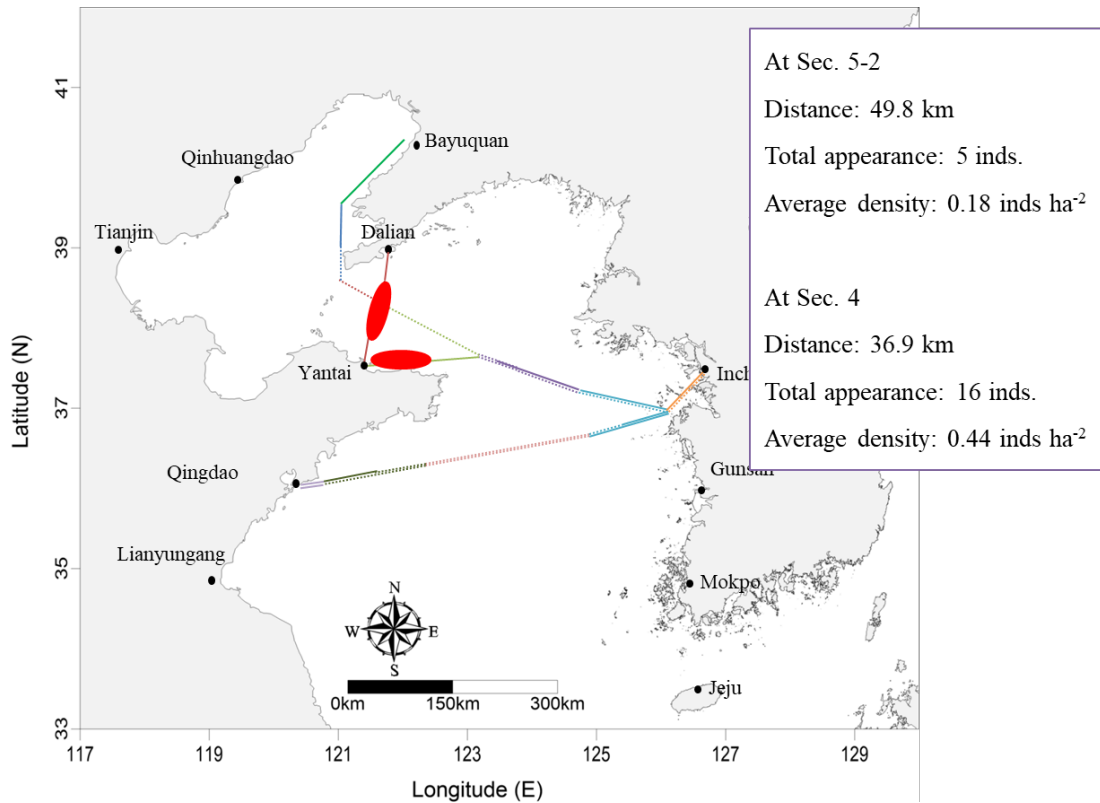 At Sec. 5-2
Distance: 49.8 km
Total appearance: 5 inds.
Average density: 0.18 inds ha-2
At Sec. 4
Distance: 36.9 km
Total appearance: 16 inds.
Average density: 0.44 inds ha-2
41
39
37
35
33
Latitude (N)
Bayuquan
Qinhuangdao
Tianjin
Dalian
Yantai
Inch
Qingdao
Gunsan
Lianyungang
Mokpo
Jeju
N
W E
S
0km 150km 300km
117 119 121 123 125 127 129
Longitude (E)